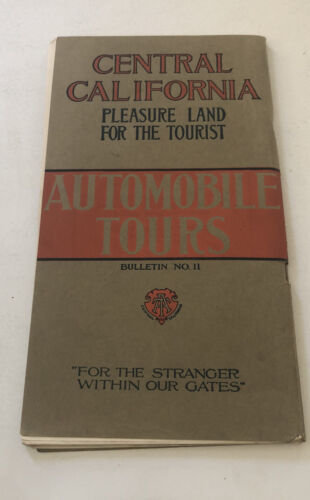 CENTRAL
CALIFORNIA
PLEASURE LAND
FOR THE TOURIST
AUTOMOBILE
TOURS
BULLETIN NO. 11
"FOR THE STRANGER
WITHIN OUR GATES"